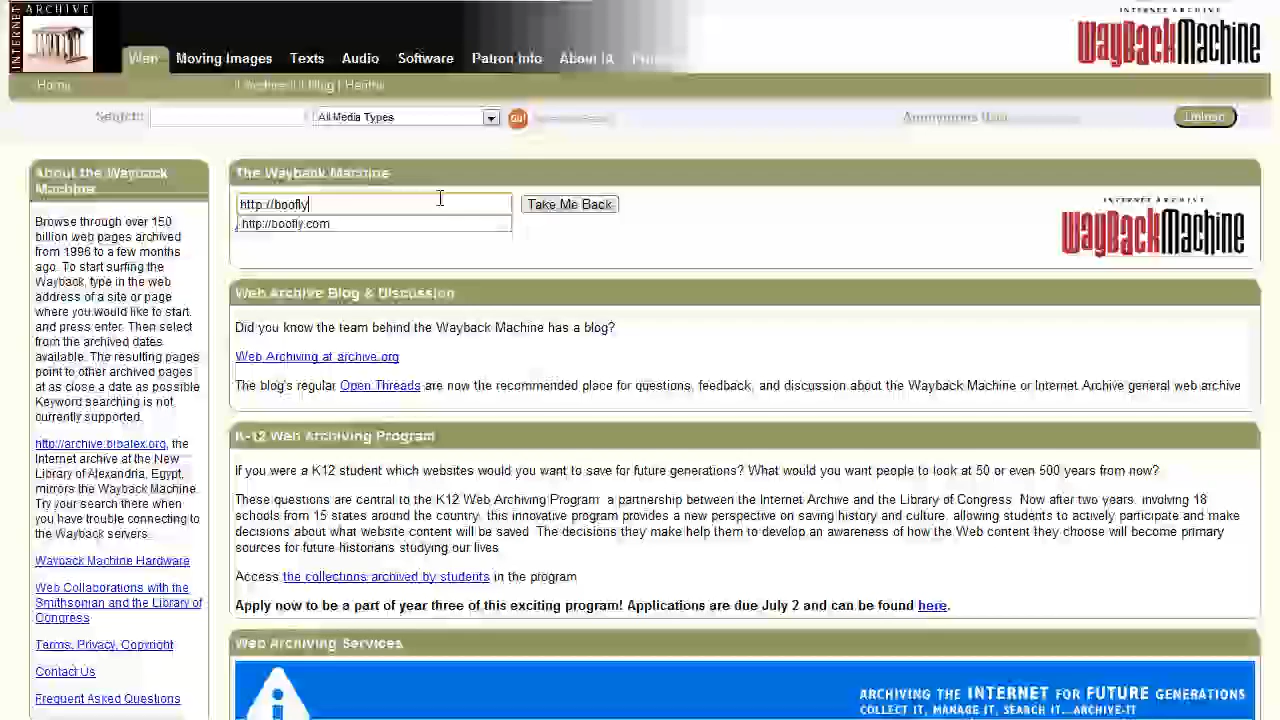 INTERNET ARCHIVE
INTERNET ARCHIVE
WayBackMachine
Web Moving Images Texts Audio Software Patron Info About IA
Home
Search: All Media Types GO! Anonymous User Upload
About the Wayback
Machine
Browse through over 150
billion web pages archived
from 1996 to a few months
ago. To start surfing the
Wayback, type in the web
address of a site or page
where you would like to start
and press enter. Then select
from the archived dates
available. The resulting pages
point to other archived pages
at as close a date as possible
Keyword searching is not
currently supported.
http://archive.bibalex.org, the
Internet archive at the New
Library of Alexandria, Egypt,
mirrors the Wayback Machine.
Try your search there when
you have trouble connecting to
the Wayback servers.
Wayback Machine Hardware
Web Collaborations with the
Smithsonian and the Library of
Congress
Terms, Privacy, Copyright
Contact Us
Frequent Asked Questions
The Wayback Machine
http://boofly Take Me Back
http://boofly.com
INTERNET ARCHIVE
WayBackMachine
Web Archive Blog & Discussion
Did you know the team behind the Wayback Machine has a blog?
Web Archiving at archive.org
The blog's regular Open Threads are now the recommended place for questions, feedback, and discussion about the Wayback Machine or Internet Archive general web archive
K-12 Web Archiving Program
If you were a K12 student which websites would you want to save for future generations? What would you want people to look at 50 or even 500 years from now?
These questions are central to the K12 Web Archiving Program a partnership between the Internet Archive and the Library of Congress Now after two years, involving 18
schools from 15 states around the country, this innovative program provides a new perspective on saving history and culture, allowing students to actively participate and make
decisions about what website content will be saved The decisions they make help them to develop an awareness of how the Web content they choose will become primary
sources for future historians studying our lives
Access the collections archived by students in the program
Apply now to be a part of year three of this exciting program! Applications are due July 2 and can be found here.
Web Archiving Services
ARCHIVING THE INTERNET FOR FUTURE GENERATIONS
COLLECT IT, MANAGE IT, SEARCH IT...ARCHIVE-IT